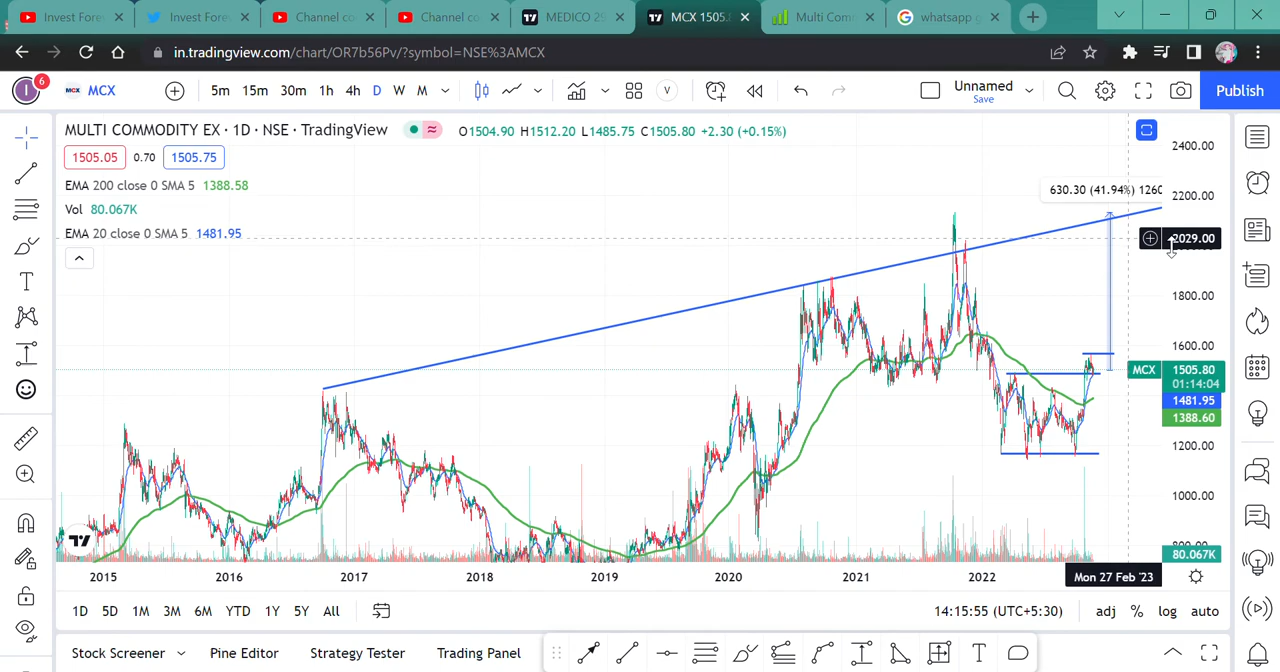 Invest Fore
Invest Fore
Channel co
Channel co
MEDICO 29
MCX 1505.8
Multi Com
whatsapp g
in.tradingview.com/chart/OR7b56Pv/?symbol=NSE%3AMCX
I 6 MCX MCX 5m 15m 30m 1h 4h D W M V Unnamed Save Publish
MULTI COMMODITY EX · 1D · NSE · TradingView O1504.90 H1512.20 L1485.75 C1505.80 +2.30 (+0.15%)
1505.05 0.70 1505.75
EMA 200 close 0 SMA 5 1388.58
Vol 80.067K
EMA 20 close 0 SMA 5 1481.95
630.30 (41.94%) 1260
2400.00
2200.00
2029.00
1800.00
1600.00
MCX 1505.80
01:14:04
1481.95
1388.60
1200.00
1000.00
80.067K
2015 2016 2017 2018 2019 2020 2021 2022 Mon 27 Feb '23
1D 5D 1M 3M 6M YTD 1Y 5Y All 14:15:55 (UTC+5:30) adj % log auto
Stock Screener Pine Editor Strategy Tester Trading Panel